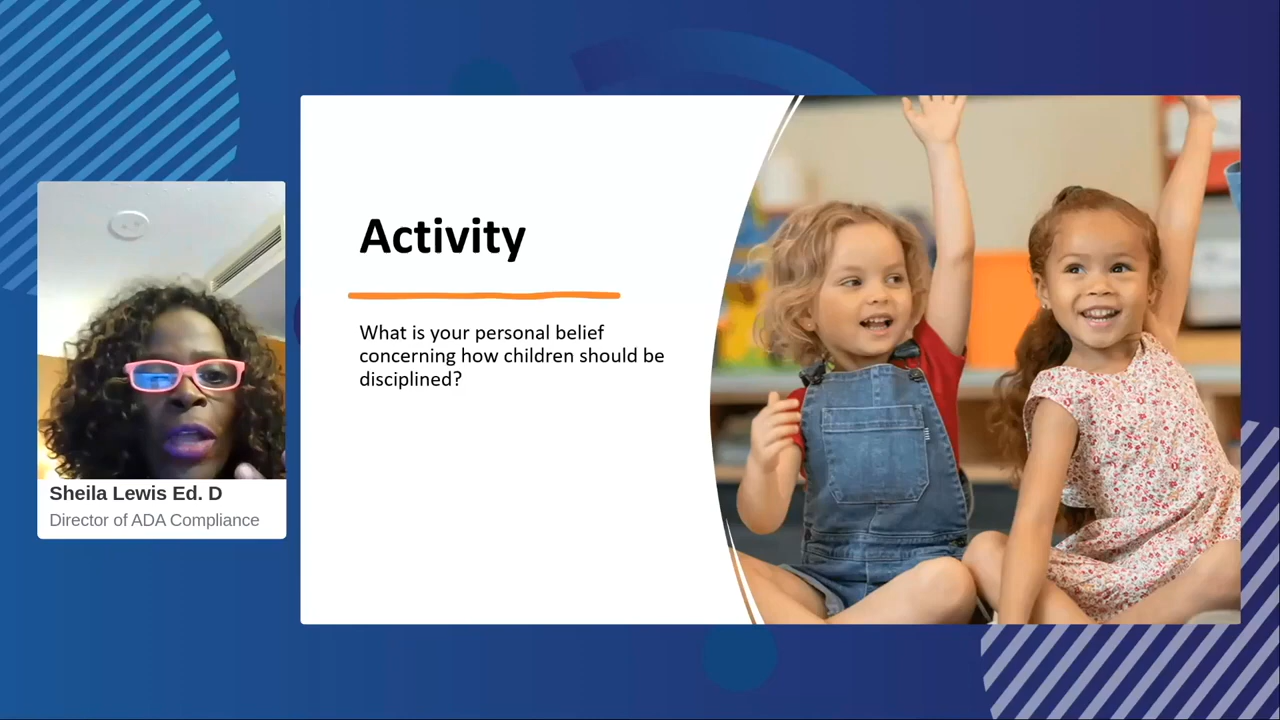 Activity
What is your personal belief
concerning how children should be
disciplined?
Sheila Lewis Ed. D
Director of ADA Compliance